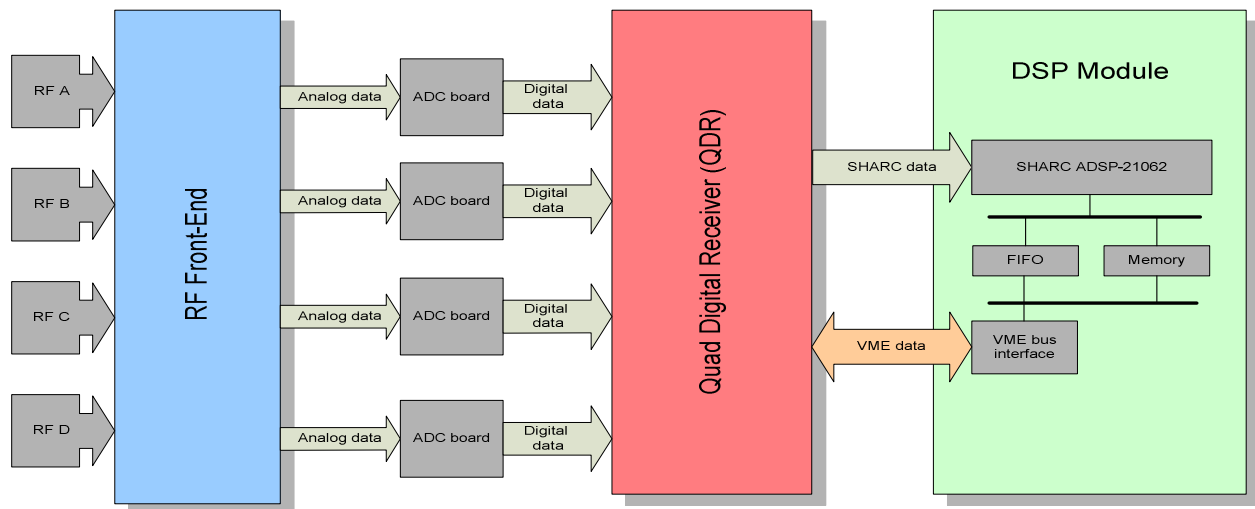 RF A
RF B
RF C
RF D
RF Front-End
Analog data
ADC board
Digital
data
Analog data
ADC board
Digital
data
Analog data
ADC board
Digital
data
Analog data
ADC board
Digital
data
Quad Digital Receiver (QDR)
SHARC data
VME data
DSP Module
SHARC ADSP-21062
FIFO
Memory
VME bus
interface